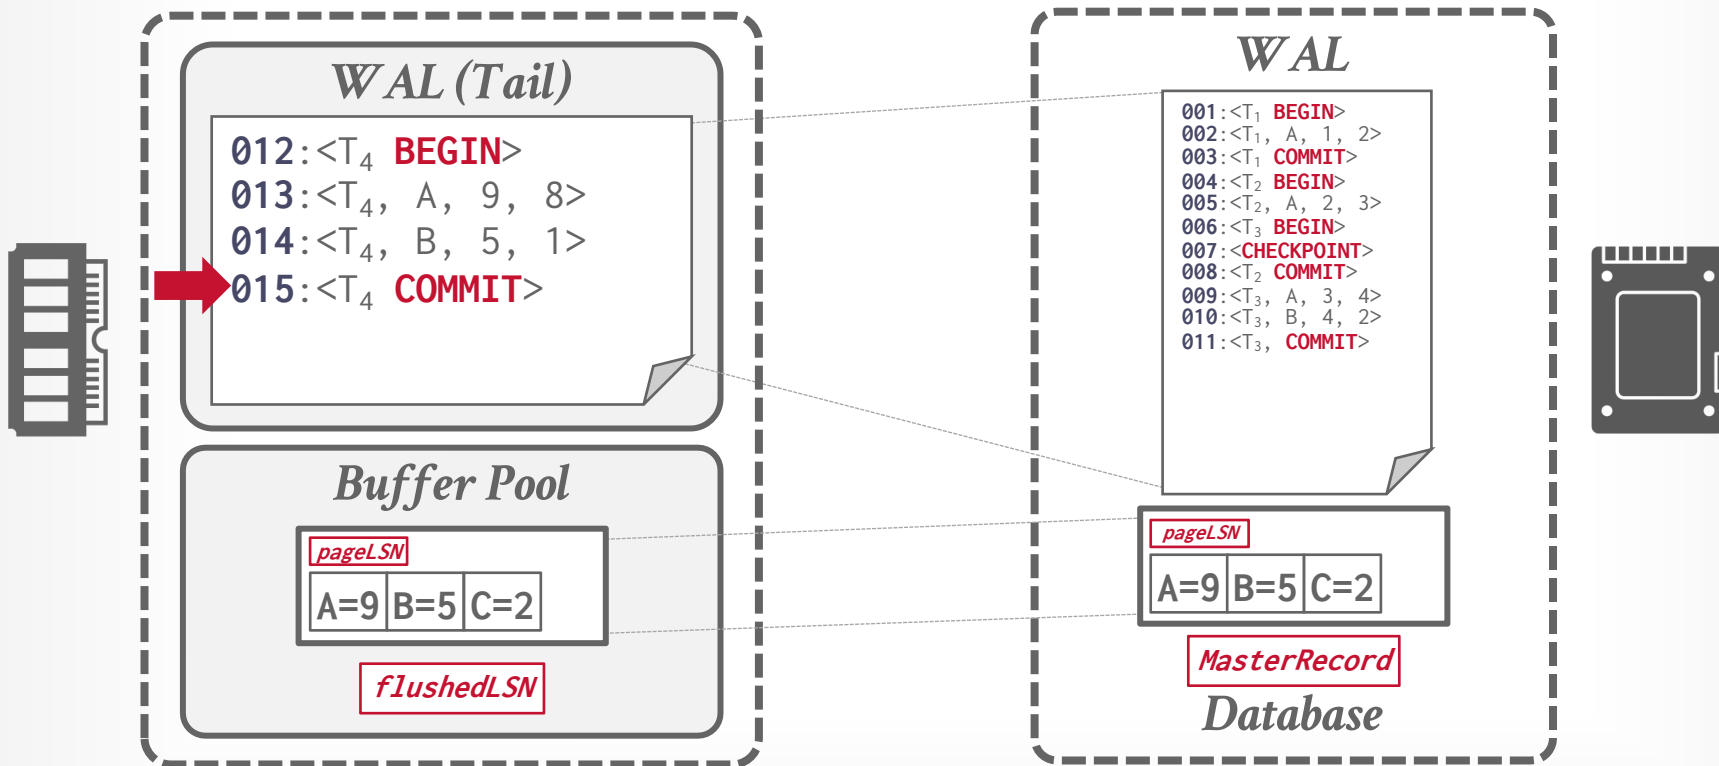 WAL (Tail)
012:<T4 BEGIN>
013:<T4, A, 9, 8>
014:<T4, B, 5, 1>
015:<T4 COMMIT>
Buffer Pool
pageLSN
A=9 B=5 C=2
flushedLSN
WAL
001:<T1 BEGIN>
002:<T1, A, 1, 2>
003:<T1 COMMIT>
004:<T2 BEGIN>
005:<T2, A, 2, 3>
006:<T3 BEGIN>
007:<CHECKPOINT>
008:<T2 COMMIT>
009:<T3, A, 3, 4>
010:<T3, B, 4, 2>
011:<T3, COMMIT>
pageLSN
A=9 B=5 C=2
MasterRecord
Database